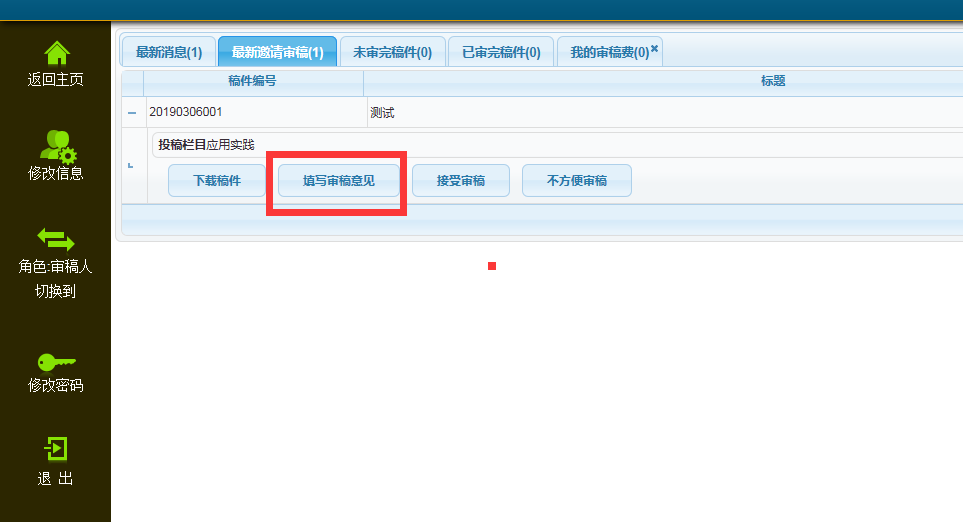 返回主页
修改信息
角色:审稿人
切换到
修改密码
退 出
最新消息(1) 最新邀请审稿(1) 未审完稿件(0) 已审完稿件(0) 我的审稿费(0)
稿件编号 标题
20190306001 测试
投稿栏目应用实践
下载稿件 填写审稿意见 接受审稿 不方便审稿